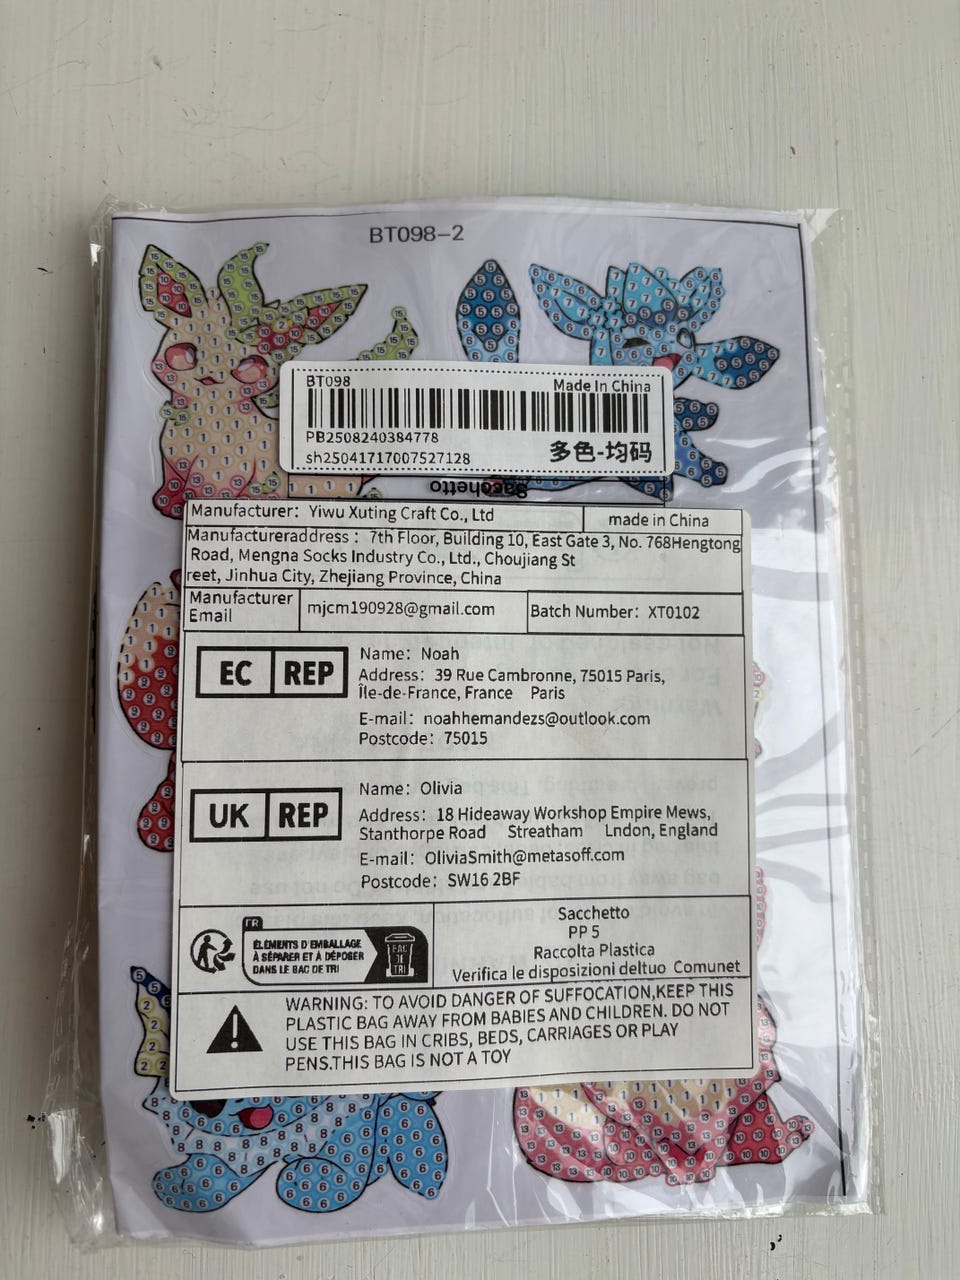 BT098-2
BT098
Made In China
PB2508240384778
sh25041717007527128
多色-均码
Sacchetto
Manufacturer: Yiwu Xuting Craft Co., Ltd
made in China
Manufactureraddress: 7th Floor, Building 10, East Gate 3, No. 768Hengtong
Road, Mengna Socks Industry Co., Ltd., Choujiang St
reet, Jinhua City, Zhejiang Province, China
Manufacturer
Email
mjcm190928@gmail.com
Batch Number: XT0102
EC REP
Name: Noah
Address: 39 Rue Cambronne, 75015 Paris,
Île-de-France, France Paris
E-mail: noahhemandezs@outlook.com
Postcode: 75015
UK REP
Name: Olivia
Address: 18 Hideaway Workshop Empire Mews,
Stanthorpe Road Streatham Lndon, England
E-mail: OliviaSmith@metasoff.com
Postcode: SW16 2BF
FR
ÉLÉMENTS D'EMBALLAGE
À SÉPARER ET À DÉPOSER
DANS LE BAC DE TRI
BAC
DE
TRI
Sacchetto
PP 5
Raccolta Plastica
Verifica le disposizioni deltuo Comunet
WARNING: TO AVOID DANGER OF SUFFOCATION,KEEP THIS
PLASTIC BAG AWAY FROM BABIES AND CHILDREN. DO NOT
USE THIS BAG IN CRIBS, BEDS, CARRIAGES OR PLAY
PENS.THIS BAG IS NOT A TOY